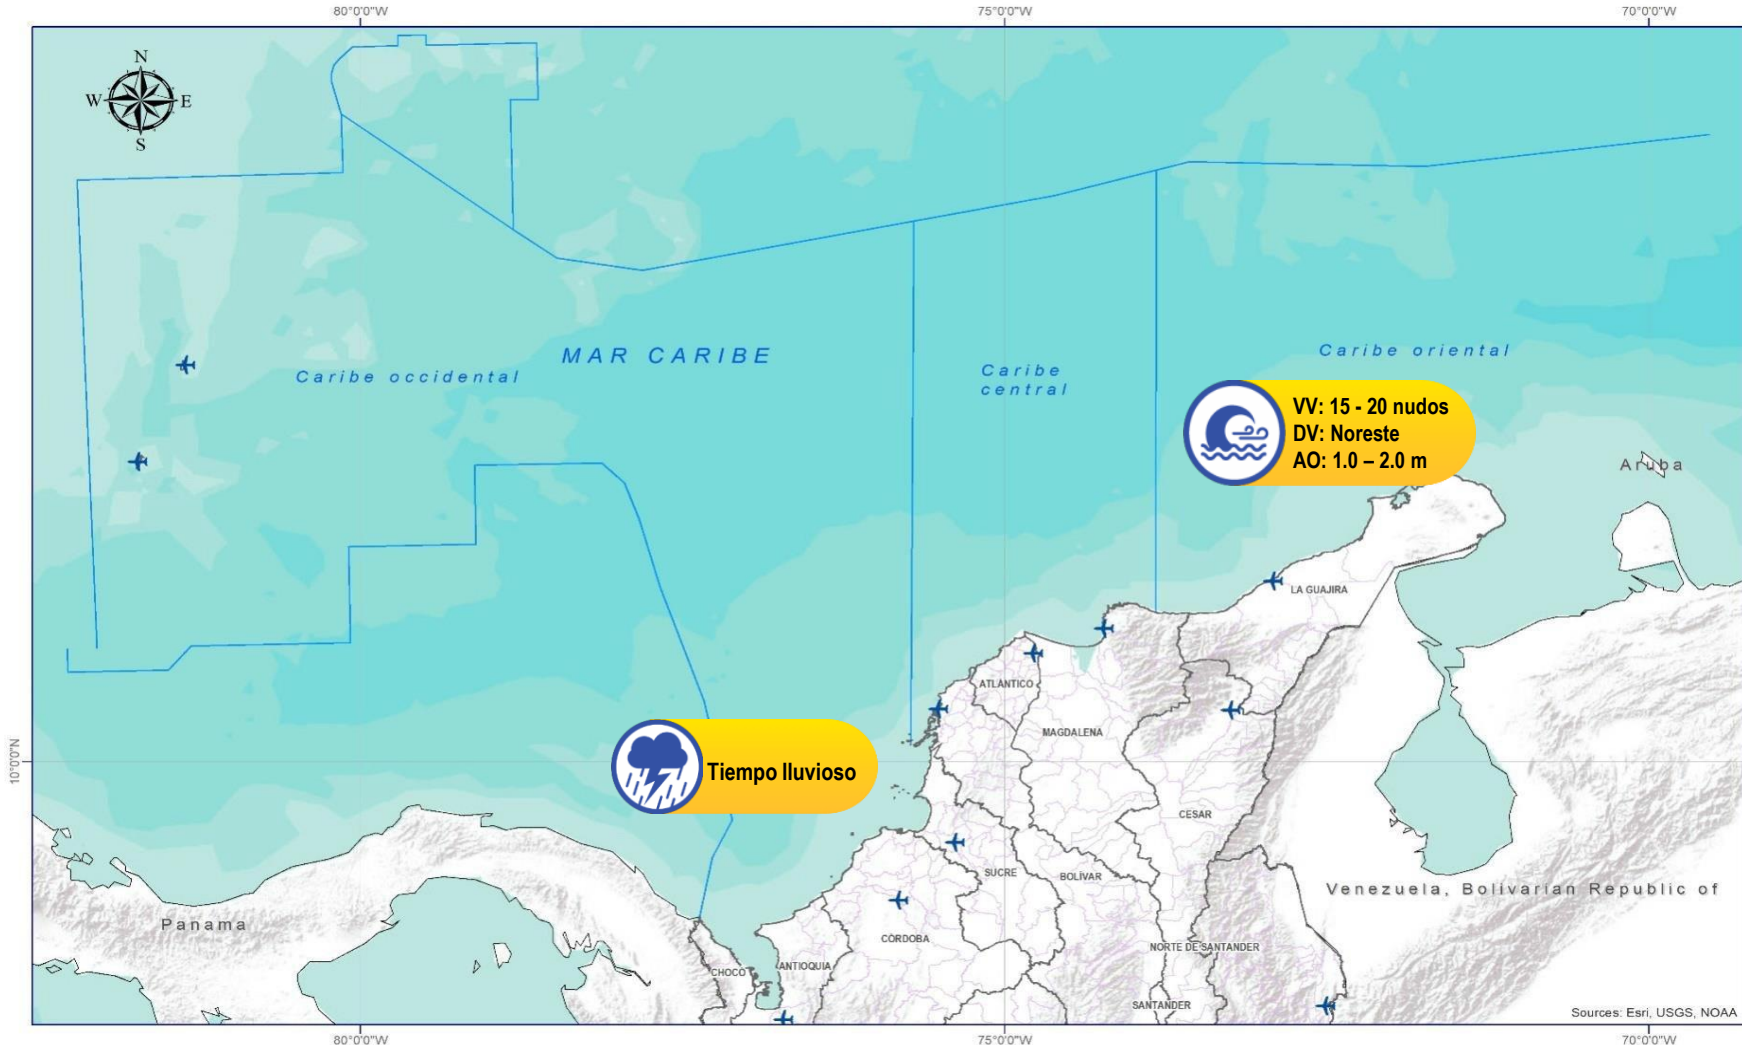 80°0'0"W
75°0'0"W
70°0'0"W
N
W
E
S
MAR CARIBE
Caribe occidental
Caribe
central
Caribe oriental
VV: 15 - 20 nudos
DV: Noreste
AO: 1.0 – 2.0 m
Aruba
LA GUAJIRA
ATLÁNTICO
MAGDALENA
10°0'0"N
Tiempo lluvioso
CESAR
SUCRE
BOLÍVAR
Venezuela, Bolivarian Republic of
Panama
CÓRDOBA
NORTE DE SANTANDER
CHOCÓ
ANTIOQUIA
SANTANDER
Sources: Esri, USGS, NOAA
80°0'0"W
75°0'0"W
70°0'0"W